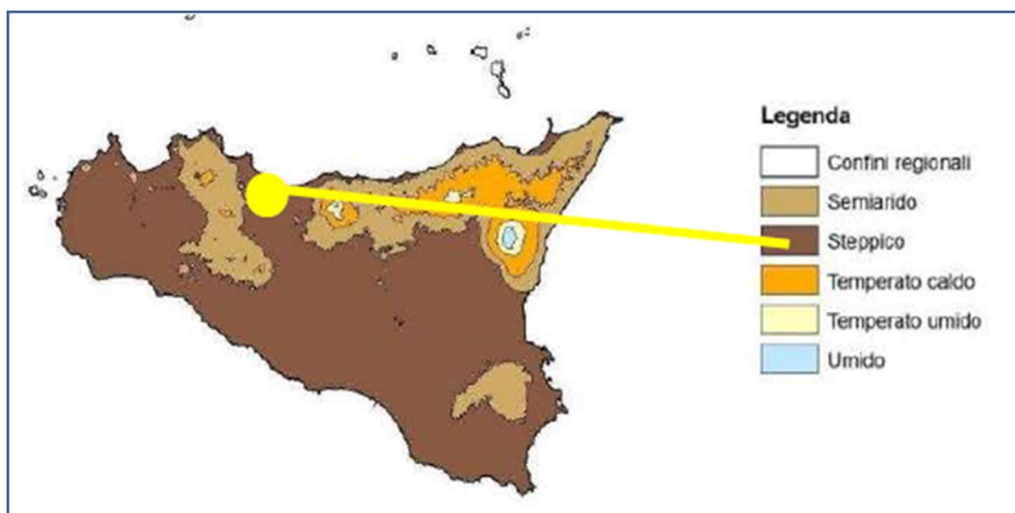 Legenda
Confini regionali
Semiarido
Steppico
Temperato caldo
Temperato umido
Umido